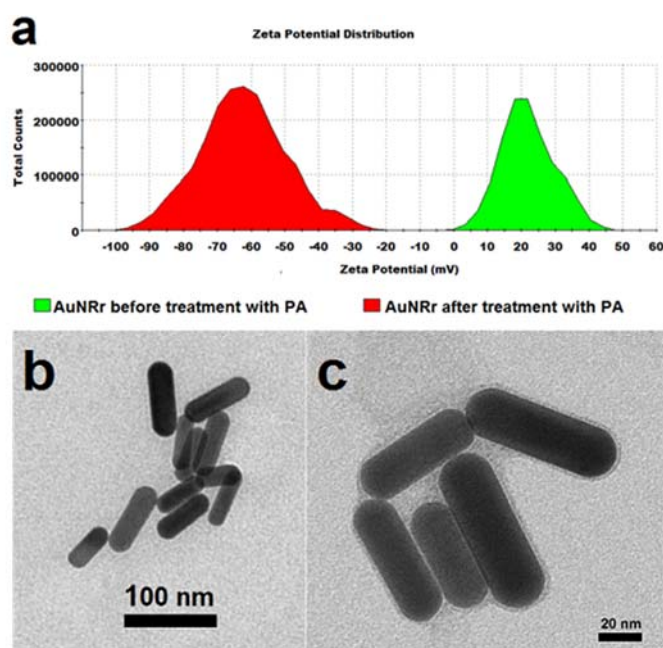 a
Zeta Potential Distribution
300000
200000
100000
0
Total Counts
-100 -90 -80 -70 -60 -50 -40 -30 -20 -10 0 10 20 30 40 50 60
Zeta Potential (mV)
AuNRr before treatment with PA
AuNRr after treatment with PA
b
100 nm
c
20 nm